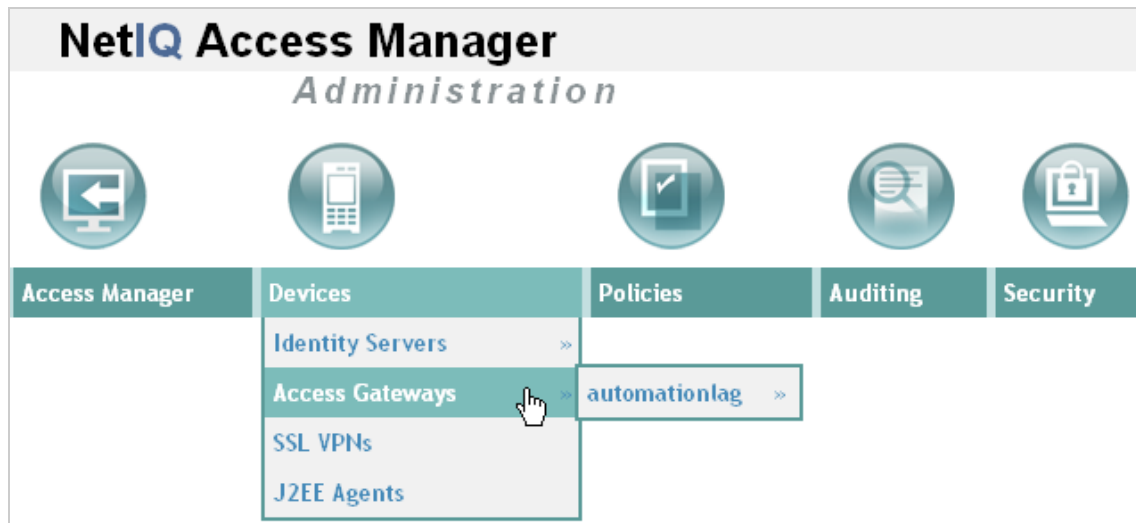 NetIQ Access Manager
Administration
Access Manager Devices Policies Auditing Security
Identity Servers »
Access Gateways » automationlag »
SSL VPNs
J2EE Agents